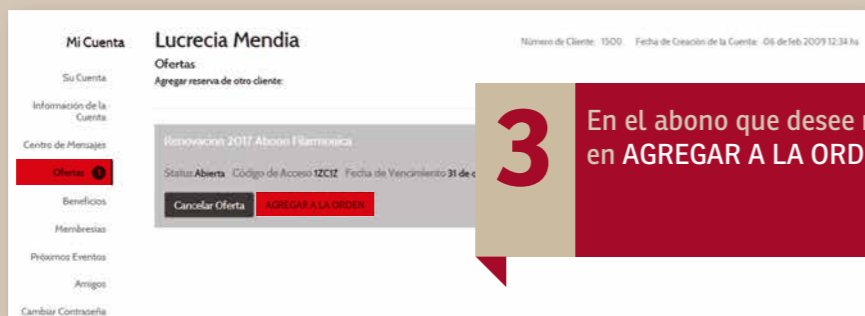 Mi Cuenta
Su Cuenta
Información de la
Cuenta
Centro de Mensajes
Ofertas 1
Beneficios
Membresias
Próximos Eventos
Amigos
Cambiar Contraseña
Lucrecia Mendia
Número de Cliente: 1500 Fecha de Creación de la Cuenta: 06 de feb 2009 12:34 hs
Ofertas
Agregar reserva de otro cliente:
Renovación 2017 Abono Filarmonica
Status: Abierta Código de Acceso 1ZC1Z Fecha de Vencimiento 31 de
Cancelar Oferta AGREGAR A LA ORDEN
3
En el abono que desee
en AGREGAR A LA ORD